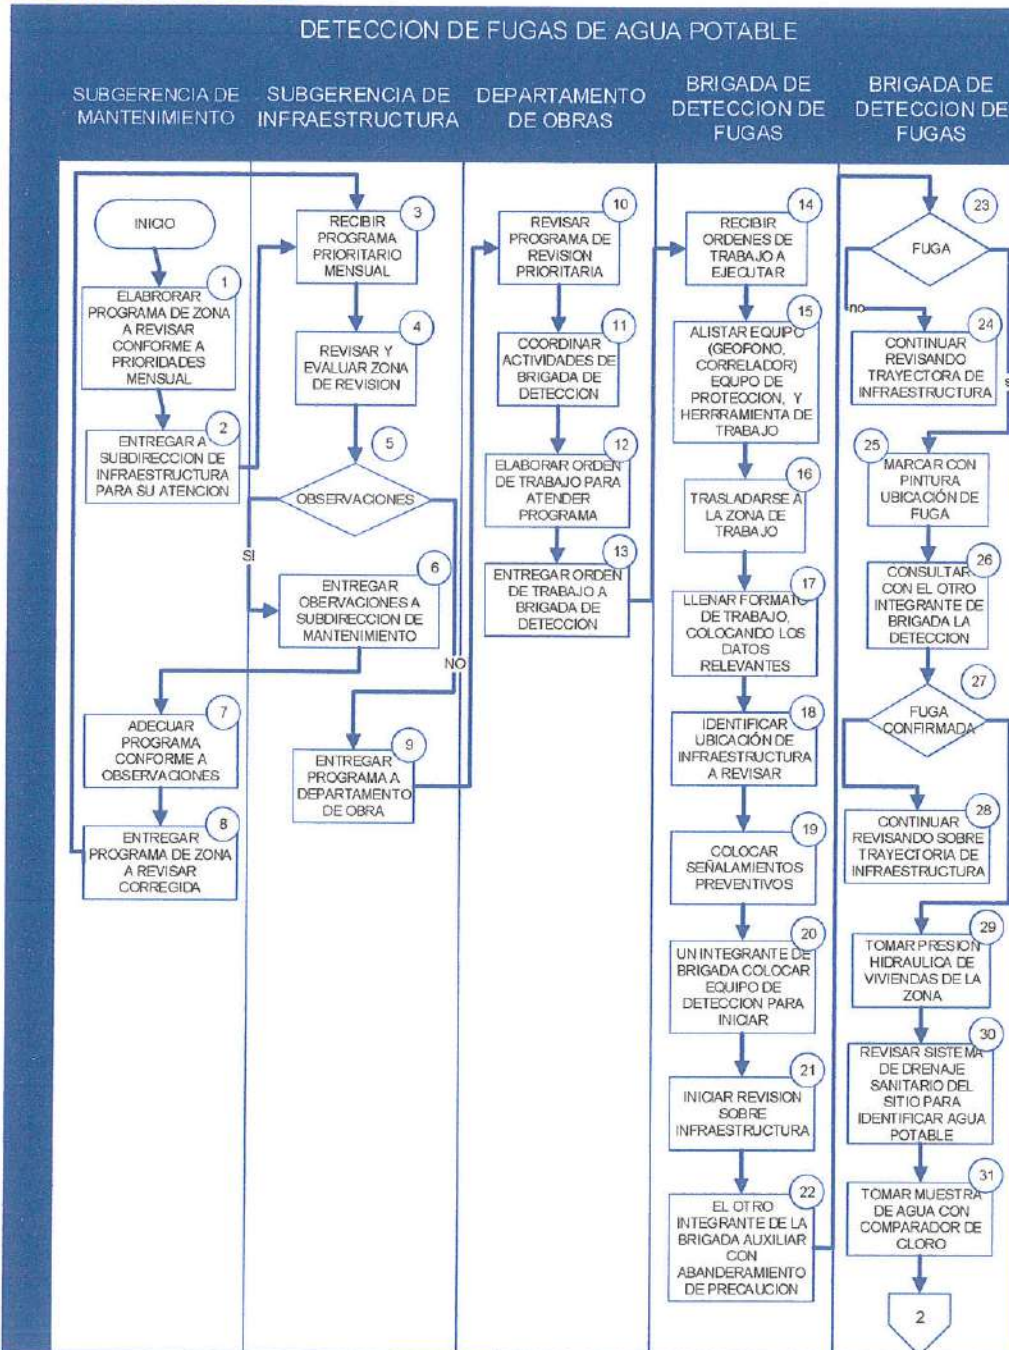 DETECCION DE FUGAS DE AGUA POTABLE
SUBGERENCIA DE
MANTENIMIENTO
SUBGERENCIA DE
INFRAESTRUCTURA
DEPARTAMENTO
DE OBRAS
BRIGADA DE
DETECCION DE
FUGAS
BRIGADA DE
DETECCION DE
FUGAS
INICIO
1
ELABRORAR
PROGRAMA DE ZONA
A REVISAR
CONFORME A
PRIORIDADES
MENSUAL
2
ENTREGAR A
SUBDIRECCION DE
INFRAESTRUCTURA
PARA SU ATENCION
7
ADECUAR
PROGRAMA
CONFORME A
OBSERVACIONES
8
ENTREGAR
PROGRAMA DE ZONA
A REVISAR
CORREGIDA
3
RECIBIR
PROGRAMA
PRIORITARIO
MENSUAL
4
REVISAR Y
EVALUAR ZONA
DE REVISION
5
OBSERVACIONES
SI
6
ENTREGAR
OBERVACIONES A
SUBDIRECCION DE
MANTENIMIENTO
NO
9
ENTREGAR
PROGRAMA A
DEPARTAMENTO
DE OBRA
10
REVISAR
PROGRAMA DE
REVISION
PRIORITARIA
11
COORDINAR
ACTIVIDADES DE
BRIGADA DE
DETECCION
12
ELABORAR ORDEN
DE TRABAJO PARA
ATENDER
PROGRAMA
13
ENTREGAR ORDEN
DE TRABAJO A
BRIGADA DE
DETECCIÓN
14
RECIBIR
ORDENES DE
TRABAJO A
EJECUTAR
15
ALISTAR EQUIPO
(GEOFONO,
CORRELADOR)
EQUPO DE
PROTECCION, Y
HERRRAMIENTA DE
TRABAJO
16
TRASLADARSE A
LA ZONA DE
TRABAJO
17
LLENAR FORMATO
DE TRABAJO,
COLOCANDO LOS
DATOS
RELEVANTES
18
IDENTIFICAR
UBICACIÓN DE
INFRAESTRUCTURA
A REVISAR
19
COLOCAR
SEÑALAMIENTOS
PREVENTIVOS
20
UN INTEGRANTE DE
BRIGADA COLOCAR
EQUIPO DE
DETECCION PARA
INICIAR
21
INICIAR REVISION
SOBRE
INFRAESTRUCTURA
22
EL OTRO
INTEGRANTE DE LA
BRIGADA AUXILIAR
CON
ABANDERAMIENTO
DE PRECAUCION
23
FUGA
no
24
CONTINUAR
REVISANDO
TRAYECTORA DE
INFRAESTRUCTURA
s
25
MARCAR CON
PINTURA
UBICACIÓN DE
FUGA
26
CONSULTAR
CON EL OTRO
INTEGRANTE DE
BRIGADA LA
DETECCION
27
FUGA
CONFIRMADA
28
CONTINUAR
REVISANDO SOBRE
TRAYECTORIA DE
INFRAESTRUCTURA
29
TOMAR PRESION
HIDRAULICA DE
VIVIENDAS DE LA
ZONA
30
REVISAR SISTEMA
DE DRENAJE
SANITARIO DEL
SITIO PARA
IDENTIFICAR AGUA
POTABLE
31
TOMAR MUESTRA
DE AGUA CON
COMPARADOR DE
CLORO
2